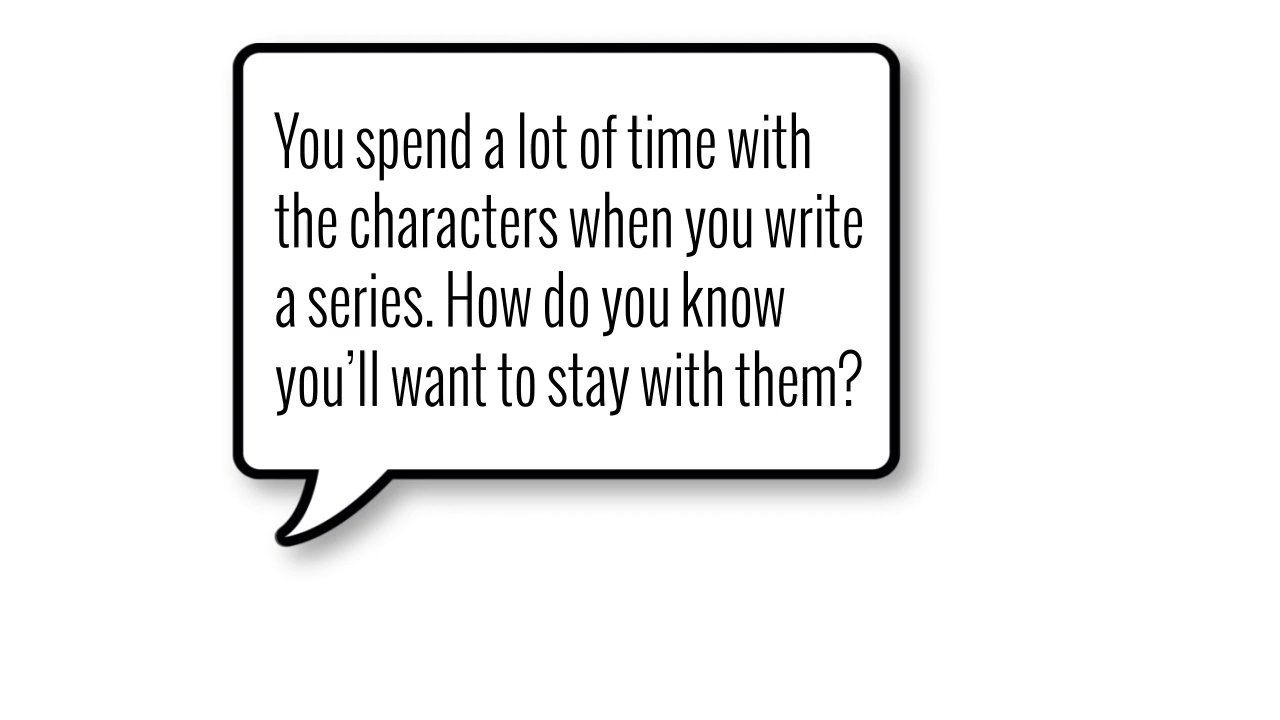 You spend a lot of time with
the characters when you write
a series. How do you know
you’ll want to stay with them?